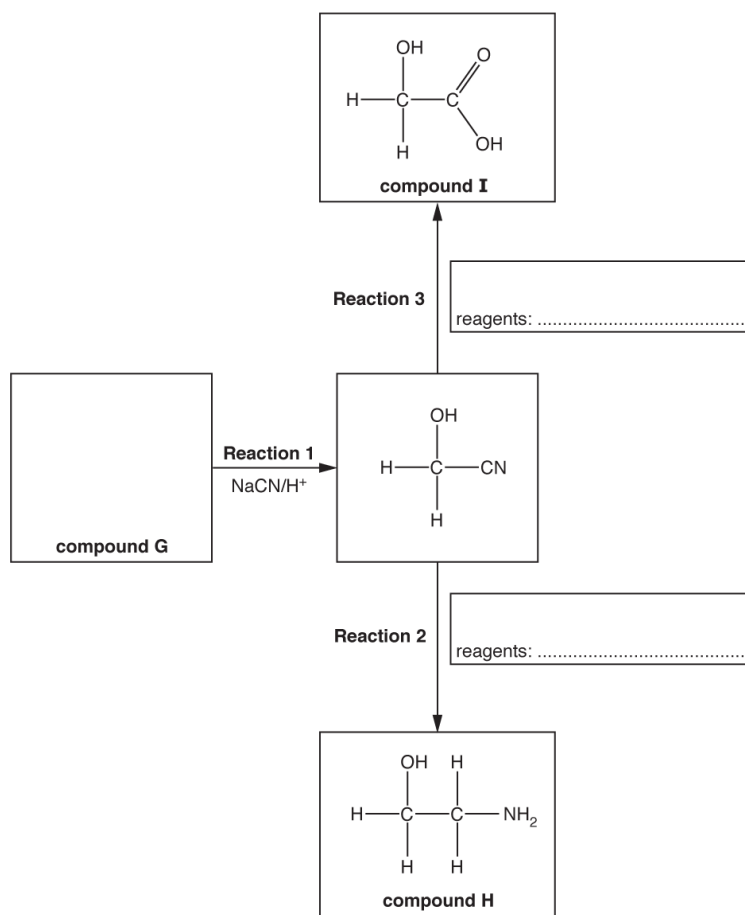 OH
O
H C C
H
OH
compound I
Reaction 3
reagents: ..........................................
OH
Reaction 1
H C CN
NaCN/H⁺
H
compound G
Reaction 2
reagents: ..........................................
OH H
H C C NH₂
H H
compound H